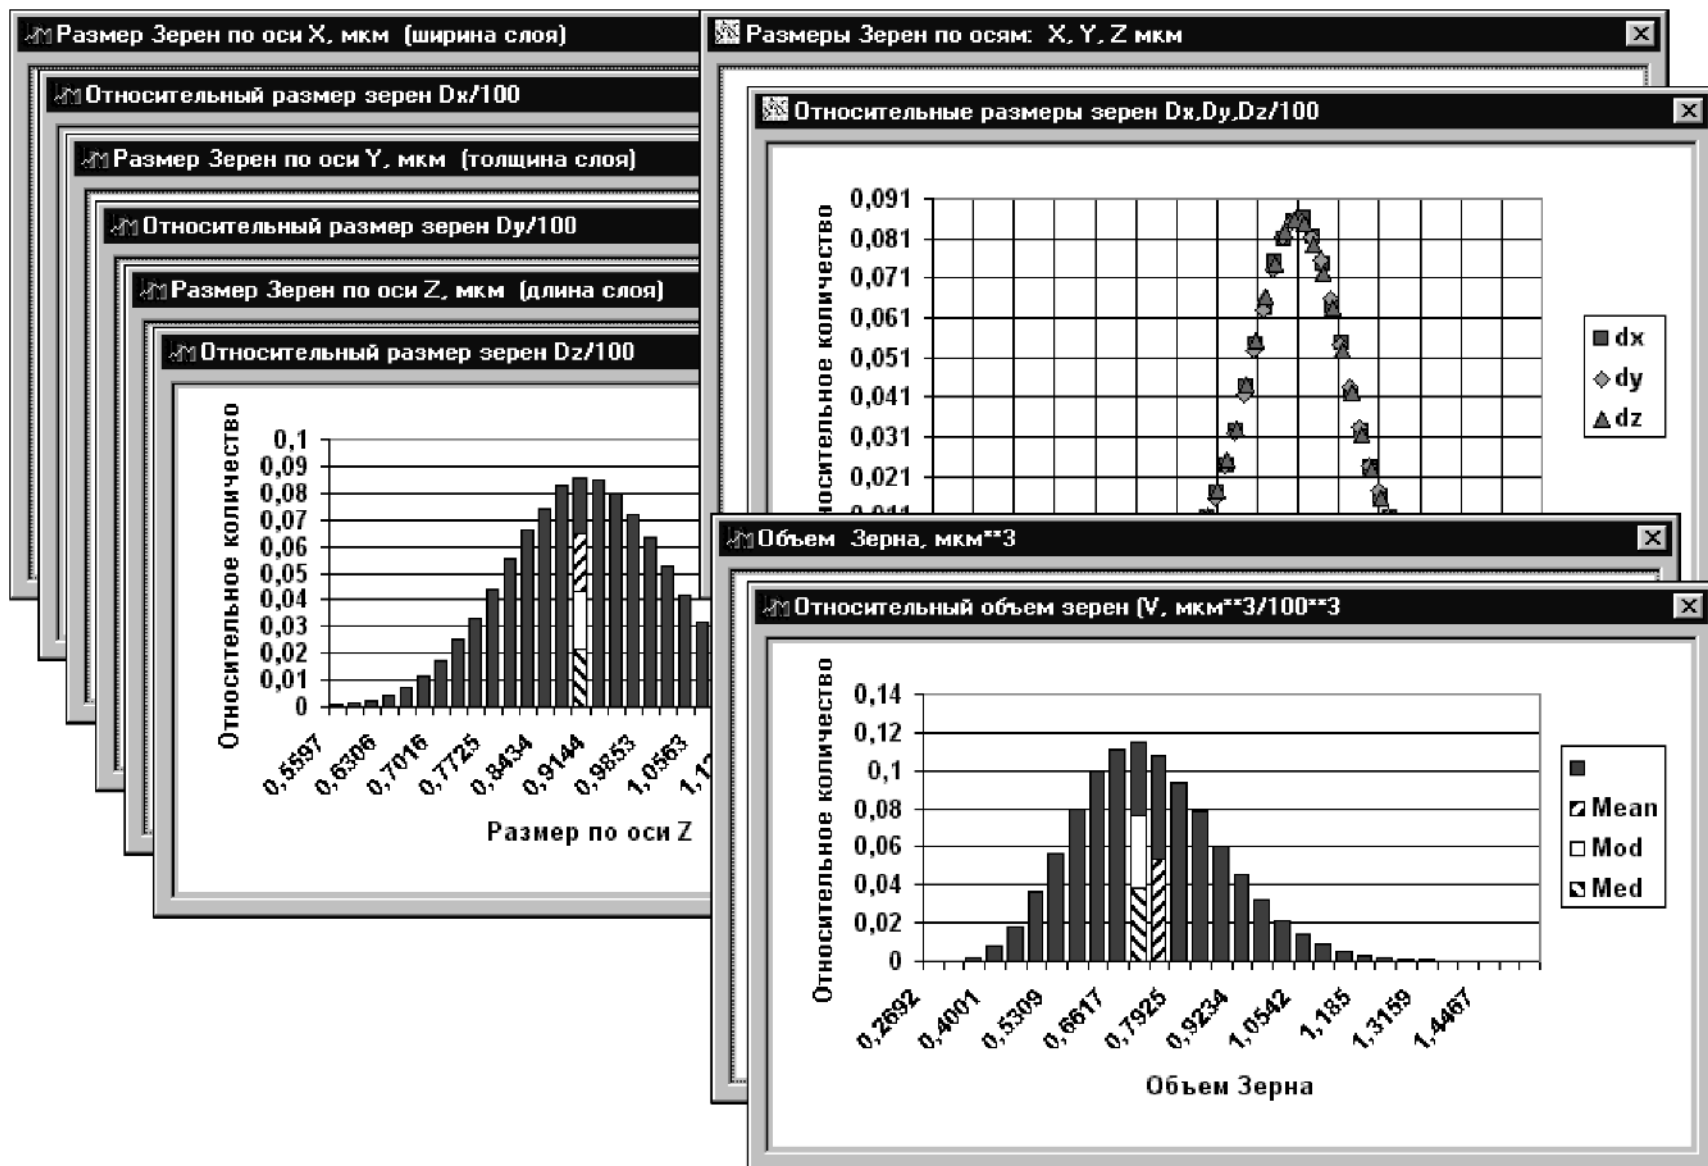 Размер Зерен по оси X, мкм (ширина слоя)
Относительный размер зерен Dx/100
Размер Зерен по оси Y, мкм (толщина слоя)
Относительный размер зерен Dy/100
Размер Зерен по оси Z, мкм (длина слоя)
Относительный размер зерен Dz/100
Относительное количество
0,1
0,09
0,08
0,07
0,06
0,05
0,04
0,03
0,02
0,01
0
0,5597
0,6306
0,7016
0,7725
0,8434
0,9144
0,9853
1,0563
Размер по оси Z
Размеры Зерен по осям: X, Y, Z мкм
Относительные размеры зерен Dx,Dy,Dz/100
0,091
0,081
0,071
0,061
0,051
0,041
0,031
0,021
0,011
dx
dy
dz
Объем Зерна, мкм**3
Относительный объем зерен (V, мкм**3/100**3
Относительное количество
0,14
0,12
0,1
0,08
0,06
0,04
0,02
0
0,2692
0,4001
0,5309
0,6617
0,7925
0,9234
1,0542
1,185
1,3159
1,4467
Объем Зерна
Mean
Mod
Med